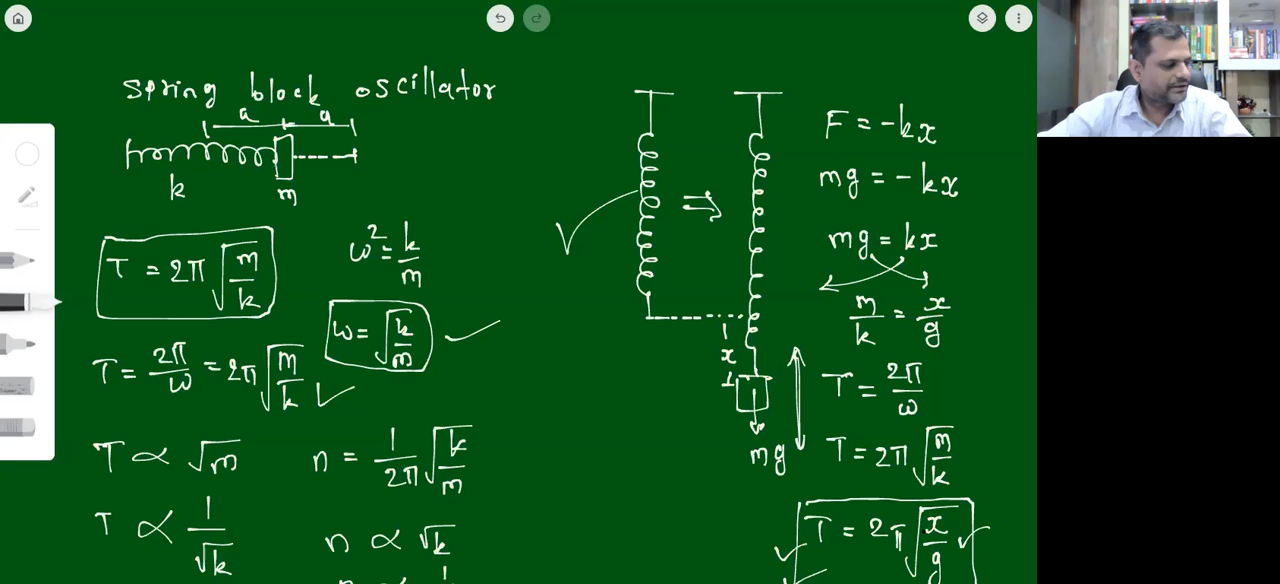 spring block oscillator
a a
k m
T = 2π √(m/k)
ω² = k/m
ω = √(k/m)
T = 2π/ω = 2π √(m/k)
T ∝ √m
n = 1/2π √(k/m)
T ∝ 1/√k
n ∝ √k
⇒
x
mg
F = -kx
mg = -kx
mg = kx
m/k = x/g
T = 2π/ω
T = 2π √(m/k)
T = 2π √(x/g)